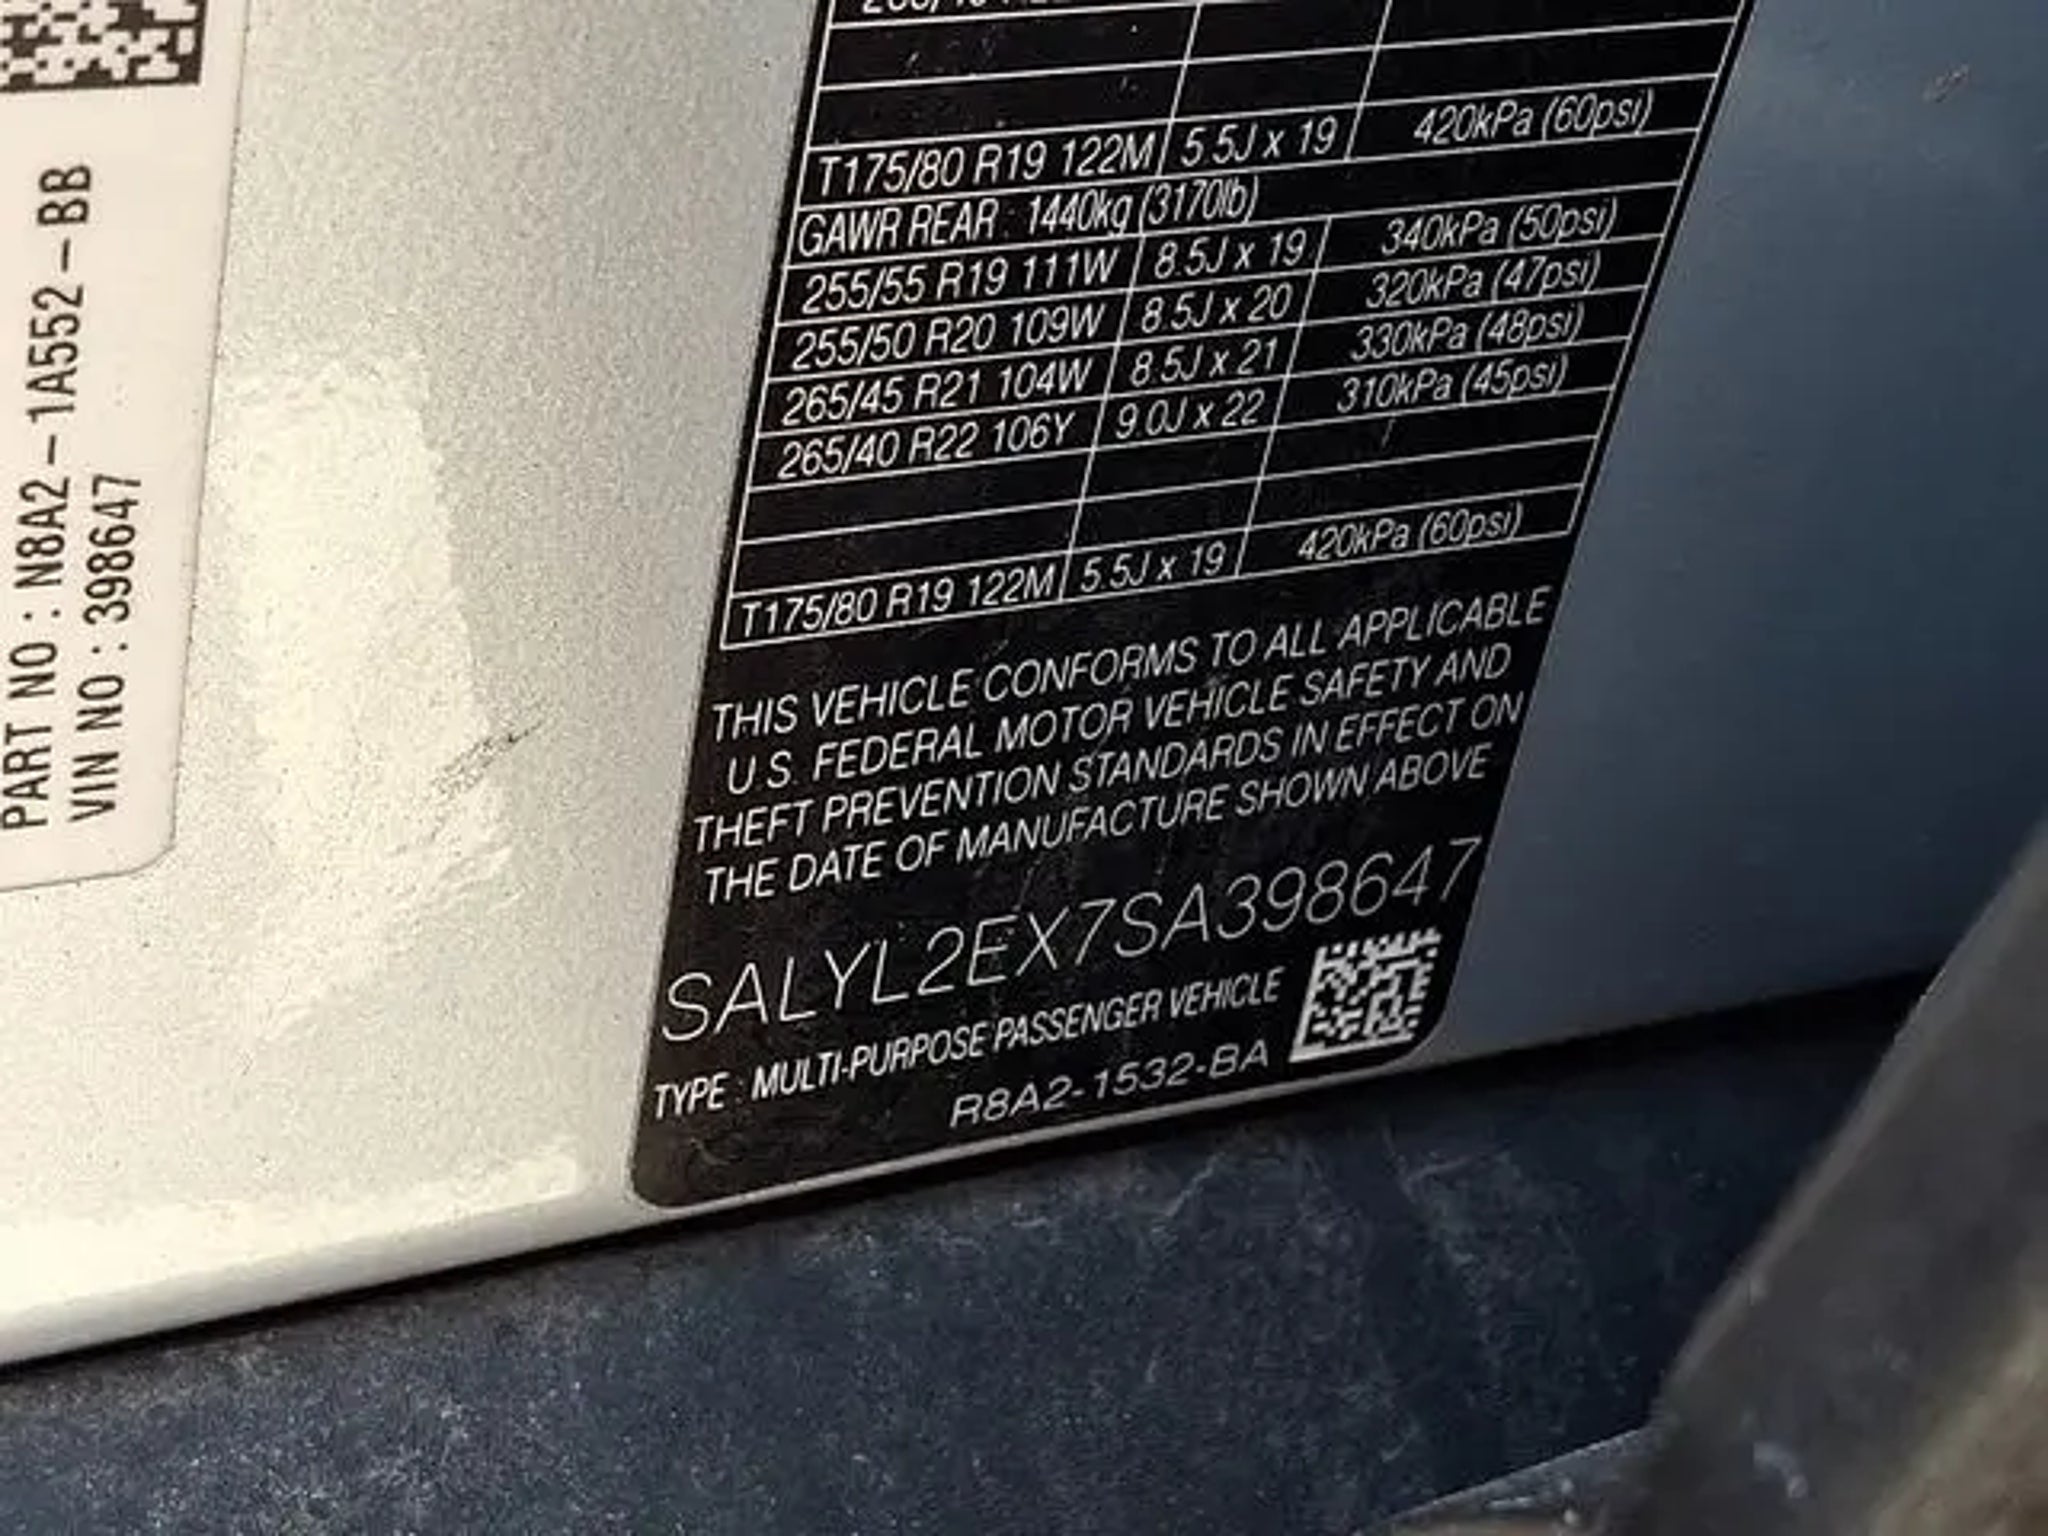 PART NO : N8A2 – 1A552 – BB
VIN NO : 398647
T175/80 R19 122M 5.5J x 19 420kPa (60psi)
GAWR REAR : 1440kg (3170lb)
255/55 R19 111W 8.5J x 19 340kPa (50psi)
255/50 R20 109W 8.5J x 20 320kPa (47psi)
265/45 R21 104W 8.5J x 21 330kPa (48psi)
265/40 R22 106Y 9.0J x 22 310kPa (45psi)
T175/80 R19 122M 5.5J x 19 420kPa (60psi)
THIS VEHICLE CONFORMS TO ALL APPLICABLE
U.S. FEDERAL MOTOR VEHICLE SAFETY AND
THEFT PREVENTION STANDARDS IN EFFECT ON
THE DATE OF MANUFACTURE SHOWN ABOVE
SALYL2EX7SA398647
TYPE : MULTI-PURPOSE PASSENGER VEHICLE
R8A2-1532-BA